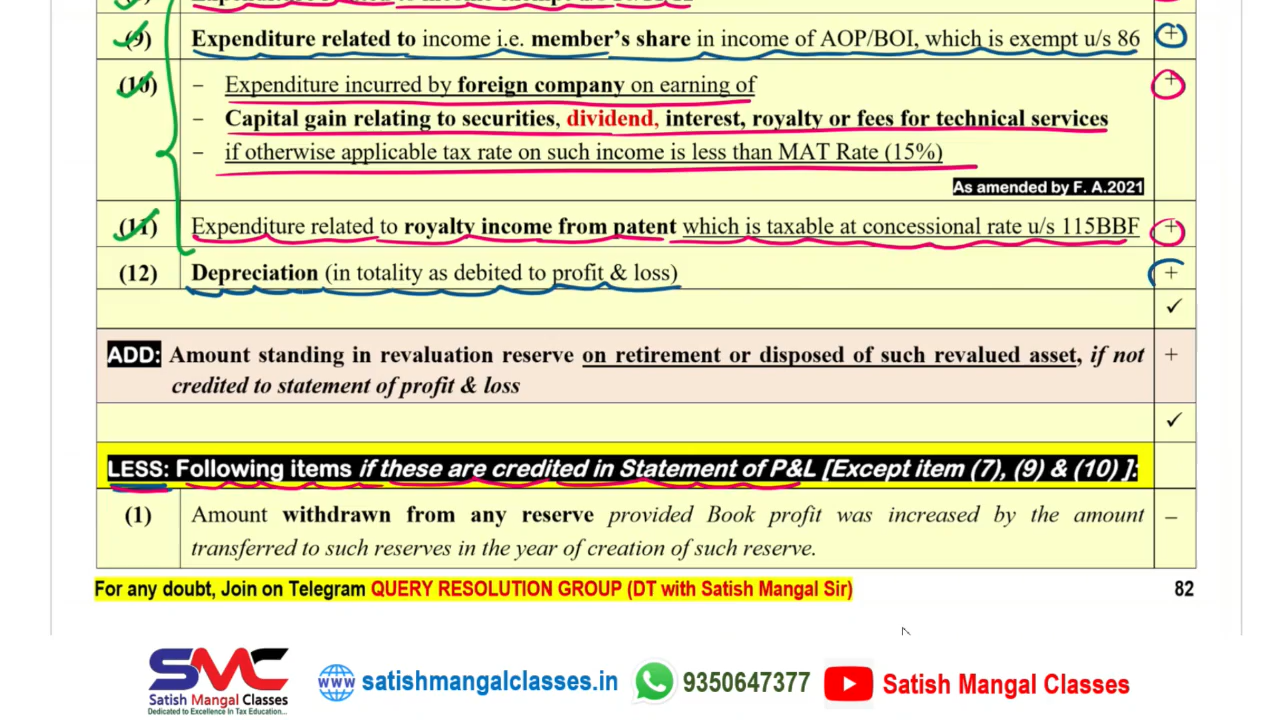 (9) Expenditure related to income i.e. member's share in income of AOP/BOI, which is exempt u/s 86 +
(10) – Expenditure incurred by foreign company on earning of +
– Capital gain relating to securities, dividend, interest, royalty or fees for technical services
– if otherwise applicable tax rate on such income is less than MAT Rate (15%)
As amended by F. A.2021
(11) Expenditure related to royalty income from patent which is taxable at concessional rate u/s 115BBF +
(12) Depreciation (in totality as debited to profit & loss) +
✓
ADD: Amount standing in revaluation reserve on retirement or disposed of such revalued asset, if not +
credited to statement of profit & loss
✓
LESS: Following items if these are credited in Statement of P&L [Except item (7), (9) & (10) ]:
(1) Amount withdrawn from any reserve provided Book profit was increased by the amount –
transferred to such reserves in the year of creation of such reserve.
For any doubt, Join on Telegram QUERY RESOLUTION GROUP (DT with Satish Mangal Sir) 82
SMC
Satish Mangal Classes
Dedicated to Excellence in Tax Education...
www satishmangalclasses.in 9350647377 Satish Mangal Classes